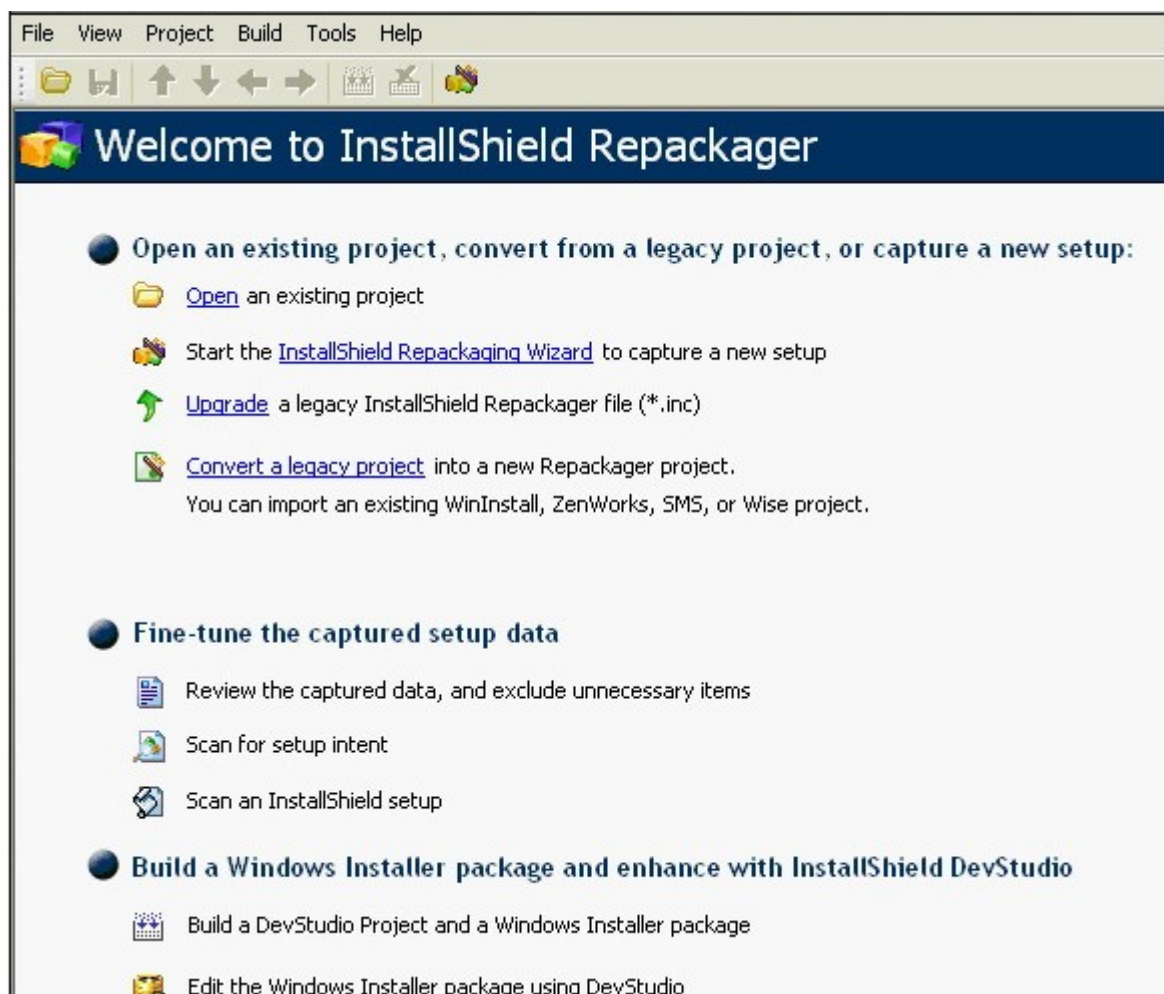 File View Project Build Tools Help
Welcome to InstallShield Repackager
Open an existing project, convert from a legacy project, or capture a new setup:
Open an existing project
Start the InstallShield Repackaging Wizard to capture a new setup
Upgrade a legacy InstallShield Repackager file (*.inc)
Convert a legacy project into a new Repackager project.
You can import an existing WinInstall, ZenWorks, SMS, or Wise project.
Fine-tune the captured setup data
Review the captured data, and exclude unnecessary items
Scan for setup intent
Scan an InstallShield setup
Build a Windows Installer package and enhance with InstallShield DevStudio
Build a DevStudio Project and a Windows Installer package
Edit the Windows Installer package using DevStudio